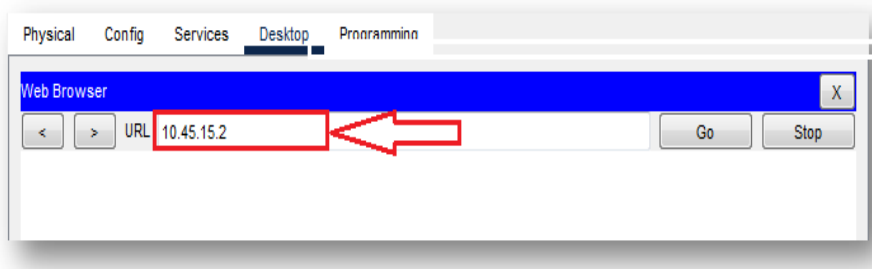 Physical Config Services Desktop Programming
Web Browser X
< > URL 10.45.15.2 Go Stop